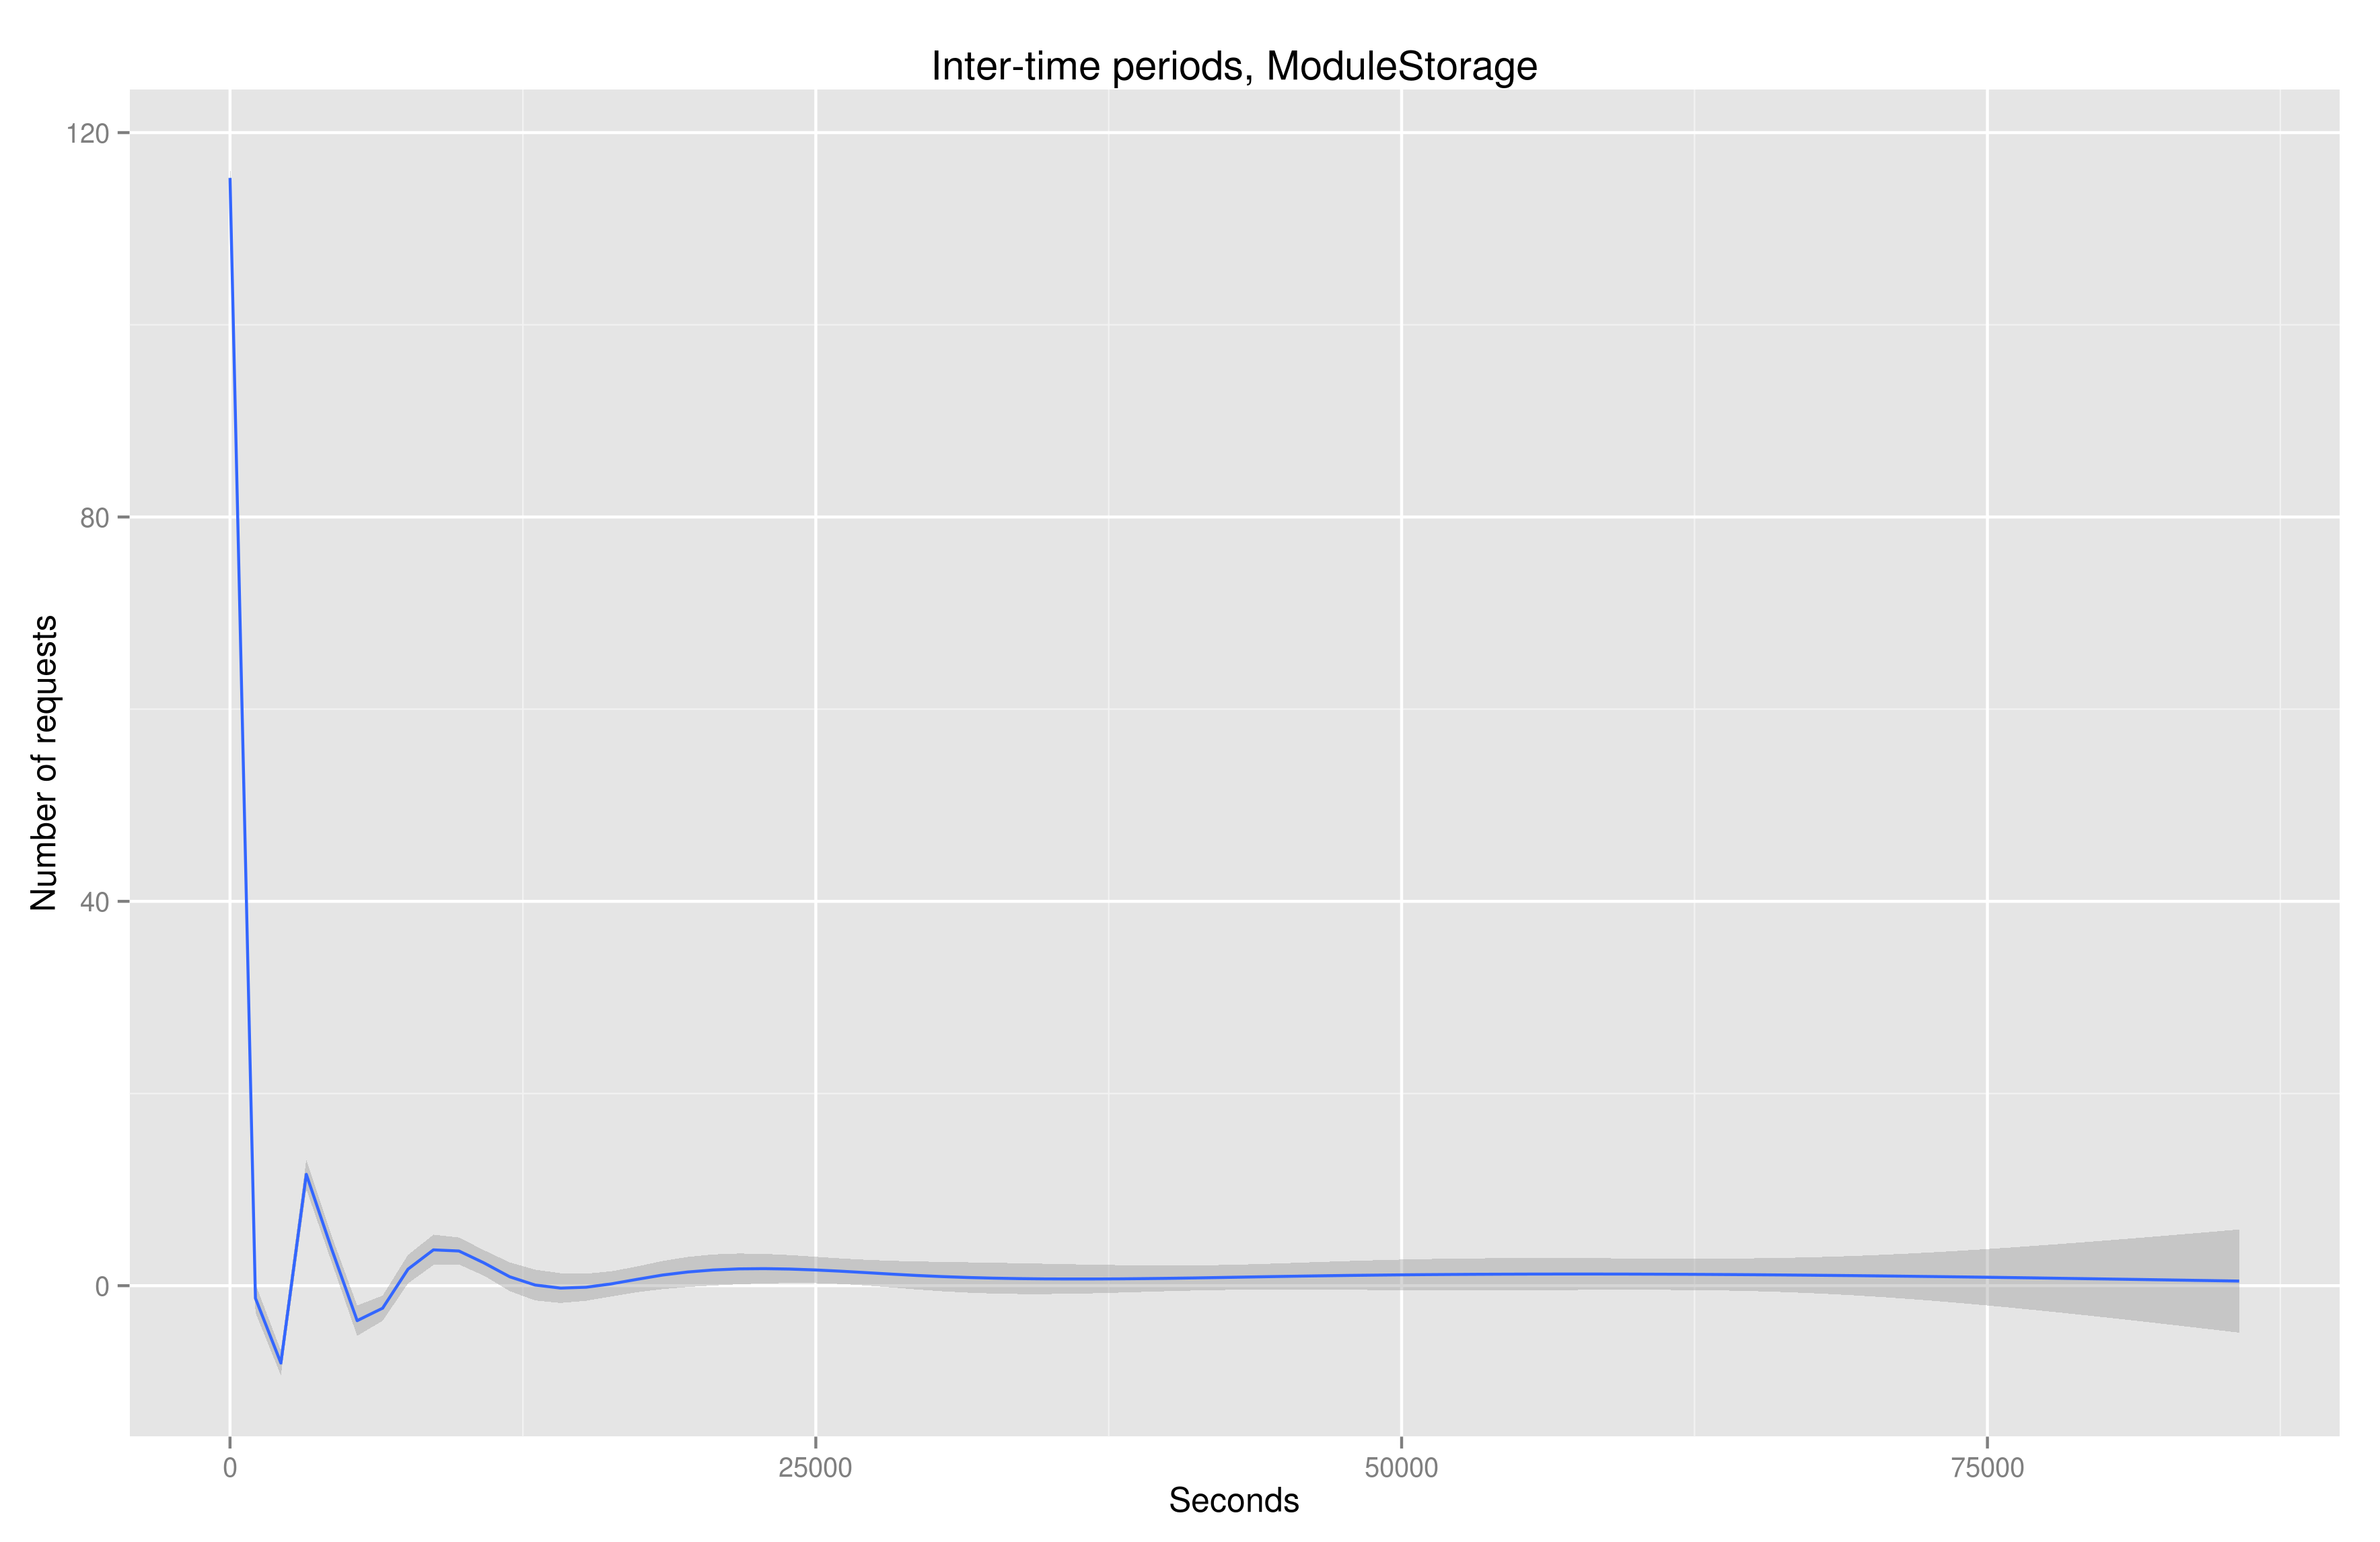 Inter-time periods, ModuleStorage
120
80
40
0
Number of requests
0 25000 50000 75000
Seconds